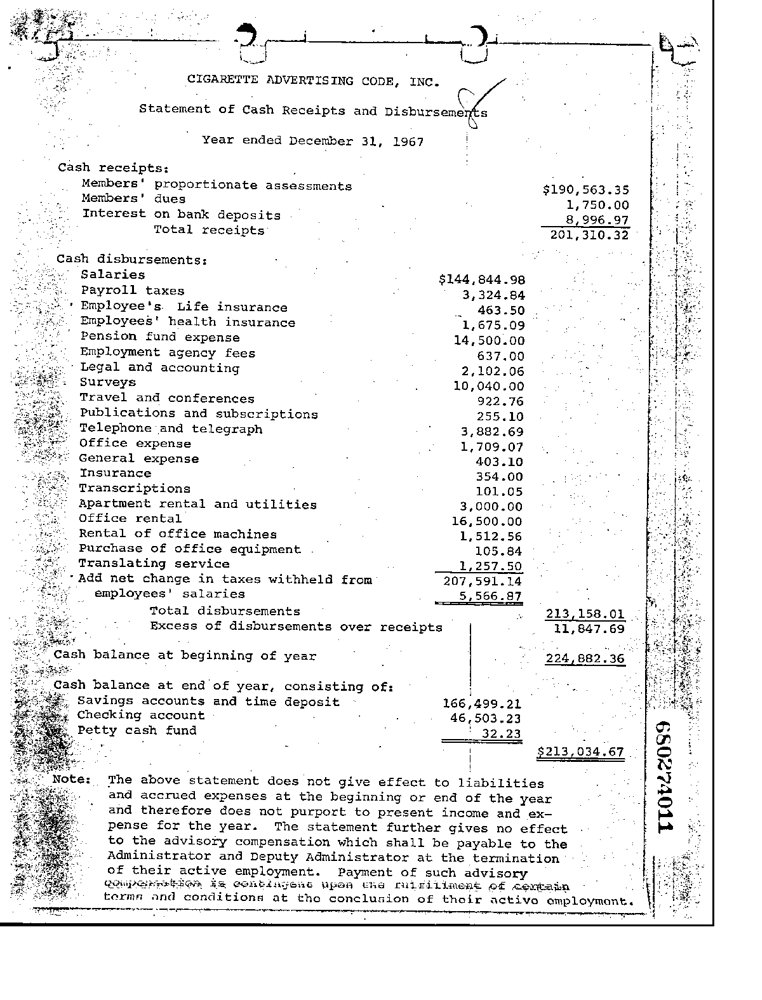 CIGARETTE ADVERTISING CODE, INC.
Statement of Cash Receipts and Disbursements
Year ended December 31, 1967
Cash receipts:
Members' proportionate assessments $190,563.35
Members' dues 1,750.00
Interest on bank deposits 8,996.97
Total receipts 201,310.32
Cash disbursements:
Salaries $144,844.98
Payroll taxes 3,324.84
Employee's Life insurance 463.50
Employees' health insurance 1,675.09
Pension fund expense 14,500.00
Employment agency fees 637.00
Legal and accounting 2,102.06
Surveys 10,040.00
Travel and conferences 922.76
Publications and subscriptions 255.10
Telephone and telegraph 3,882.69
Office expense 1,709.07
General expense 403.10
Insurance 354.00
Transcriptions 101.05
Apartment rental and utilities 3,000.00
Office rental 16,500.00
Rental of office machines 1,512.56
Purchase of office equipment 105.84
Translating service 1,257.50
Add net change in taxes withheld from 207,591.14
employees' salaries 5,566.87
Total disbursements 213,158.01
Excess of disbursements over receipts 11,847.69
Cash balance at beginning of year 224,882.36
Cash balance at end of year, consisting of:
Savings accounts and time deposit 166,499.21
Checking account 46,503.23
Petty cash fund 32.23
$213,034.67
Note: The above statement does not give effect to liabilities
and accrued expenses at the beginning or end of the year
and therefore does not purport to present income and ex-
pense for the year. The statement further gives no effect
to the advisory compensation which shall be payable to the
Administrator and Deputy Administrator at the termination
of their active employment. Payment of such advisory
compensation is contingent upon the fulfillment of certain
terms and conditions at the conclusion of their active employment.
680274011